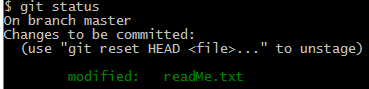 $ git status
On branch master
Changes to be committed:
  (use "git reset HEAD <file>..." to unstage)
        modified:   readMe.txt